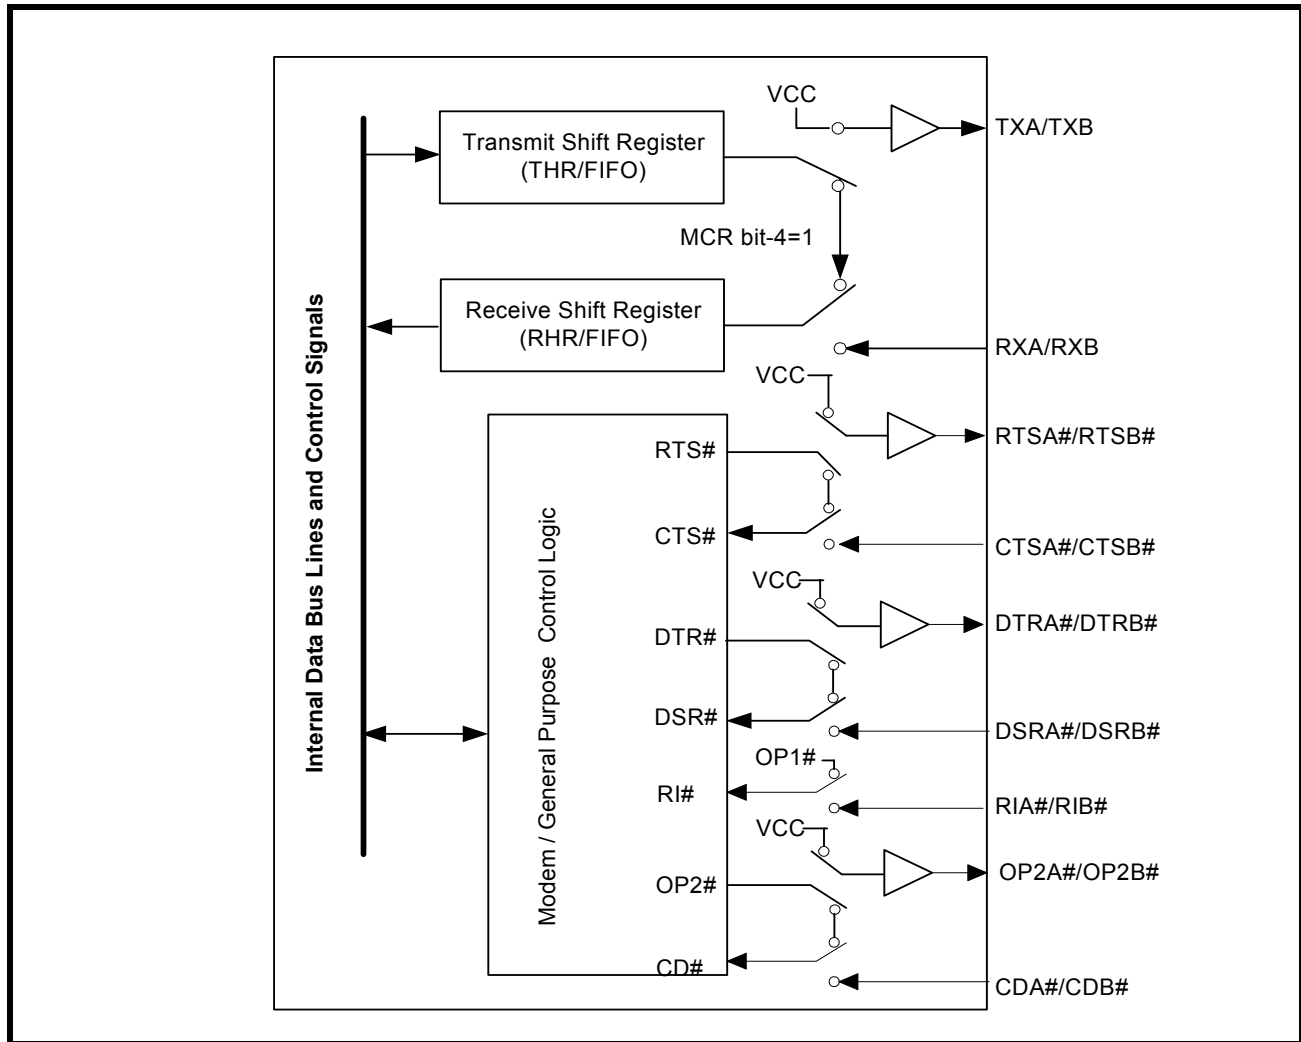 VCC
TXA/TXB
Transmit Shift Register
(THR/FIFO)
MCR bit-4=1
Receive Shift Register
(RHR/FIFO)
RXA/RXB
VCC
RTSA#/RTSB#
RTS#
CTS#
CTSA#/CTSB#
VCC
DTRA#/DTRB#
DTR#
DSR#
DSRA#/DSRB#
OP1#
RI#
RIA#/RIB#
VCC
OP2A#/OP2B#
OP2#
CD#
CDA#/CDB#
Internal Data Bus Lines and Control Signals
Modem / General Purpose Control Logic